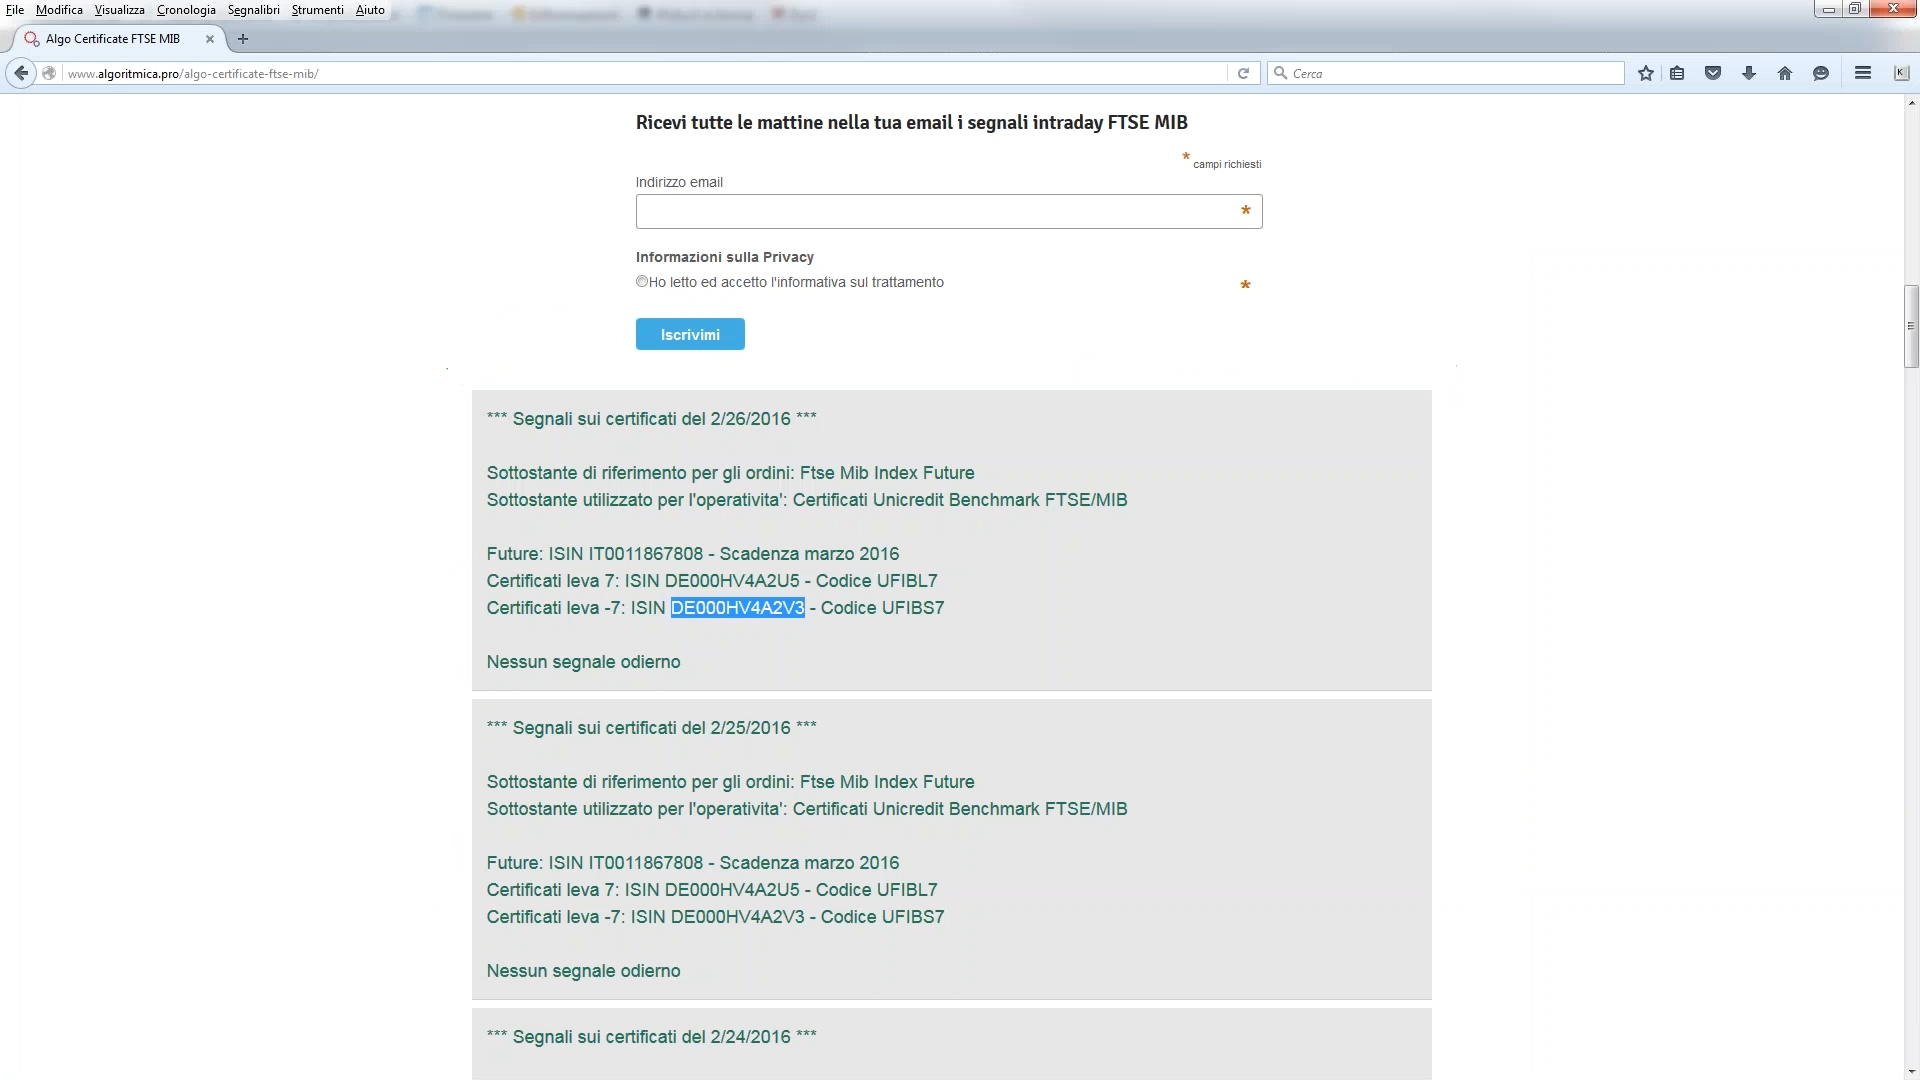 File Modifica Visualizza Cronologia Segnalibri Strumenti Aiuto
Algo Certificate FTSE MIB
www.algoritmica.pro/algo-certificate-ftse-mib/
Cerca
Ricevi tutte le mattine nella tua email i segnali intraday FTSE MIB
* campi richiesti
Indirizzo email
*
Informazioni sulla Privacy
Ho letto ed accetto l'informativa sul trattamento *
Iscrivimi
*** Segnali sui certificati del 2/26/2016 ***
Sottostante di riferimento per gli ordini: Ftse Mib Index Future
Sottostante utilizzato per l'operativita': Certificati Unicredit Benchmark FTSE/MIB
Future: ISIN IT0011867808 - Scadenza marzo 2016
Certificati leva 7: ISIN DE000HV4A2U5 - Codice UFIBL7
Certificati leva -7: ISIN DE000HV4A2V3 - Codice UFIBS7
Nessun segnale odierno
*** Segnali sui certificati del 2/25/2016 ***
Sottostante di riferimento per gli ordini: Ftse Mib Index Future
Sottostante utilizzato per l'operativita': Certificati Unicredit Benchmark FTSE/MIB
Future: ISIN IT0011867808 - Scadenza marzo 2016
Certificati leva 7: ISIN DE000HV4A2U5 - Codice UFIBL7
Certificati leva -7: ISIN DE000HV4A2V3 - Codice UFIBS7
Nessun segnale odierno
*** Segnali sui certificati del 2/24/2016 ***